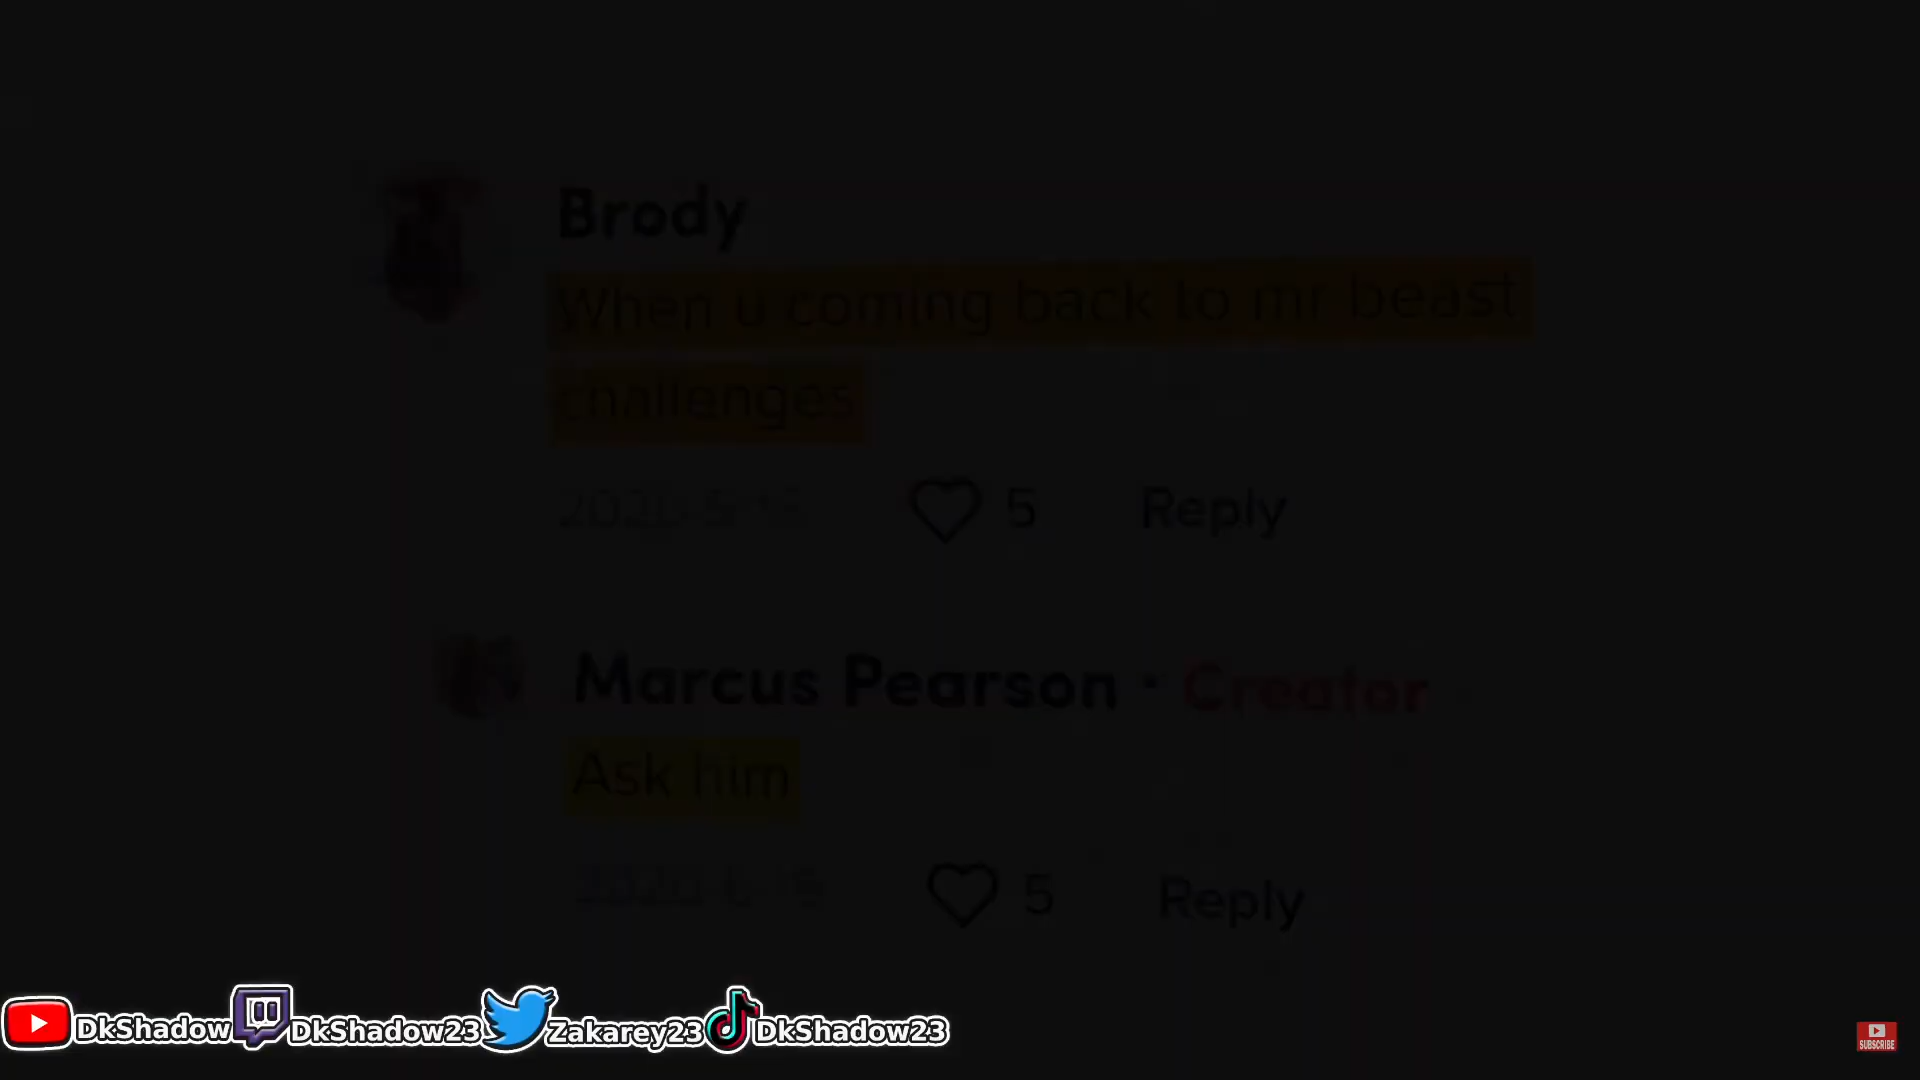 Brody
When u coming back to mr beast
challenges
5 Reply
Marcus Pearson · Creator
Ask him
5 Reply
DkShadow DkShadow23 Zakarey23 DkShadow23
SUBSCRIBE